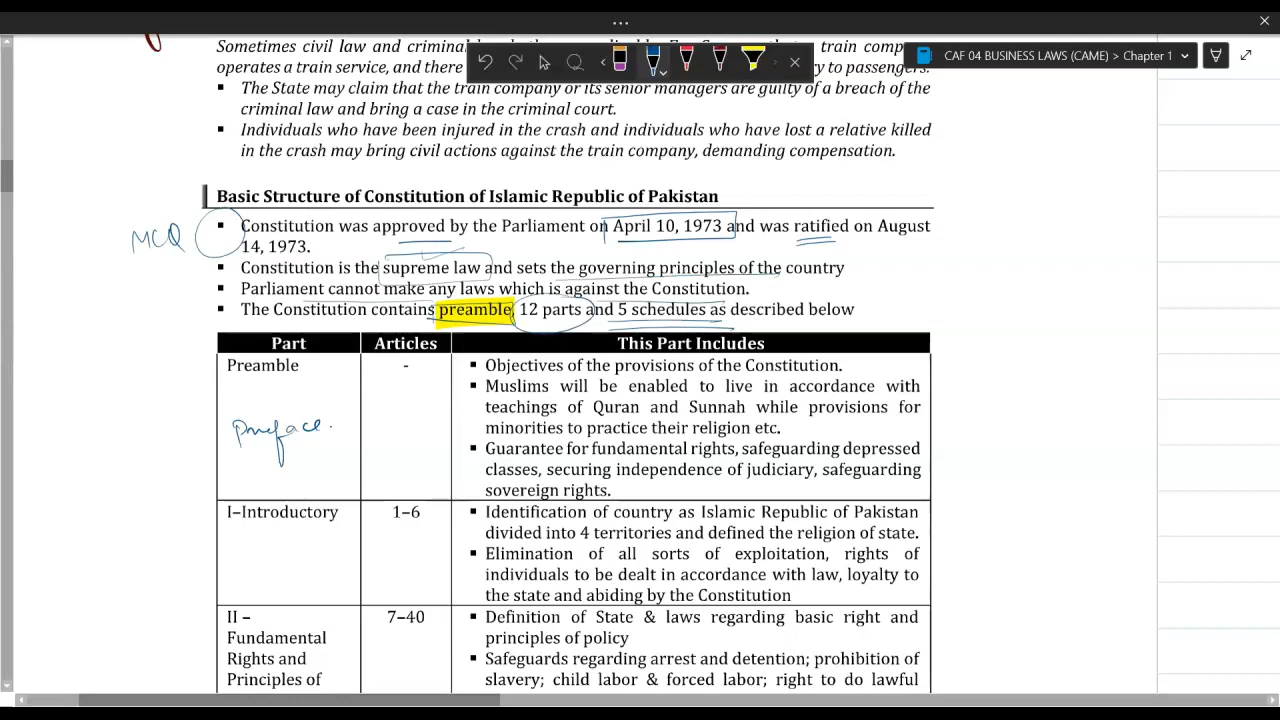 CAF 04 BUSINESS LAWS (CAME) > Chapter 1
Sometimes civil law and criminal
train comp
operates a train service, and there
ry to passengers.
▪ The State may claim that the train company or its senior managers are guilty of a breach of the
criminal law and bring a case in the criminal court.
▪ Individuals who have been injured in the crash and individuals who have lost a relative killed
in the crash may bring civil actions against the train company, demanding compensation.
Basic Structure of Constitution of Islamic Republic of Pakistan
MCQ
▪ Constitution was approved by the Parliament on April 10, 1973 and was ratified on August
14, 1973.
▪ Constitution is the supreme law and sets the governing principles of the country
▪ Parliament cannot make any laws which is against the Constitution.
▪ The Constitution contains preamble, 12 parts and 5 schedules as described below
Part Articles This Part Includes
Preamble - ▪ Objectives of the provisions of the Constitution.
▪ Muslims will be enabled to live in accordance with
teachings of Quran and Sunnah while provisions for
minorities to practice their religion etc.
Preface.
▪ Guarantee for fundamental rights, safeguarding depressed
classes, securing independence of judiciary, safeguarding
sovereign rights.
I–Introductory 1–6 ▪ Identification of country as Islamic Republic of Pakistan
divided into 4 territories and defined the religion of state.
▪ Elimination of all sorts of exploitation, rights of
individuals to be dealt in accordance with law, loyalty to
the state and abiding by the Constitution
II – 7–40 ▪ Definition of State & laws regarding basic right and
Fundamental principles of policy
Rights and ▪ Safeguards regarding arrest and detention; prohibition of
Principles of slavery; child labor & forced labor; right to do lawful